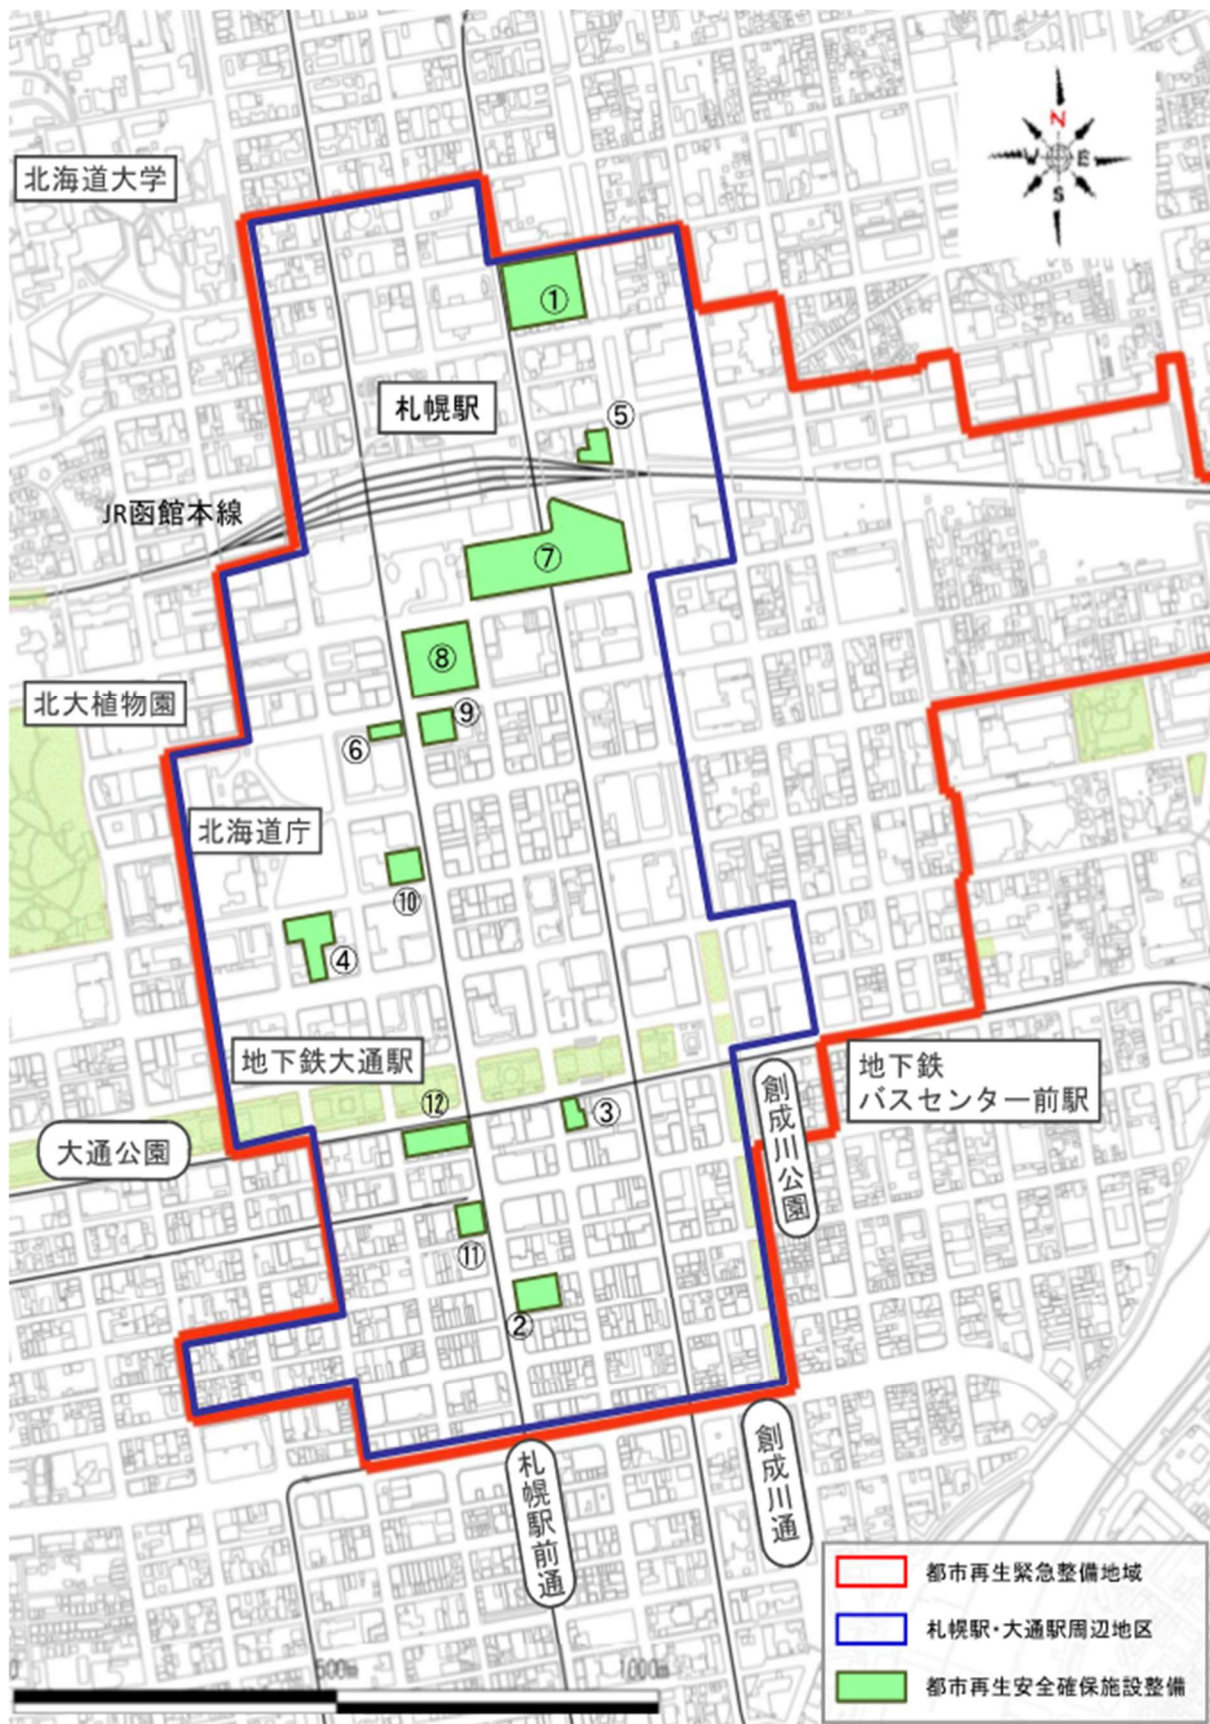 N
W
E
S
北海道大学
①
札幌駅
⑤
JR函館本線
⑦
⑧
北大植物園
⑨
⑥
北海道庁
⑩
④
地下鉄大通駅
地下鉄
バスセンター前駅
⑫
③
創成川公園
大通公園
⑪
②
札幌駅前通
創成川通
都市再生緊急整備地域
札幌駅・大通駅周辺地区
都市再生安全確保施設整備
0
500m
1000m